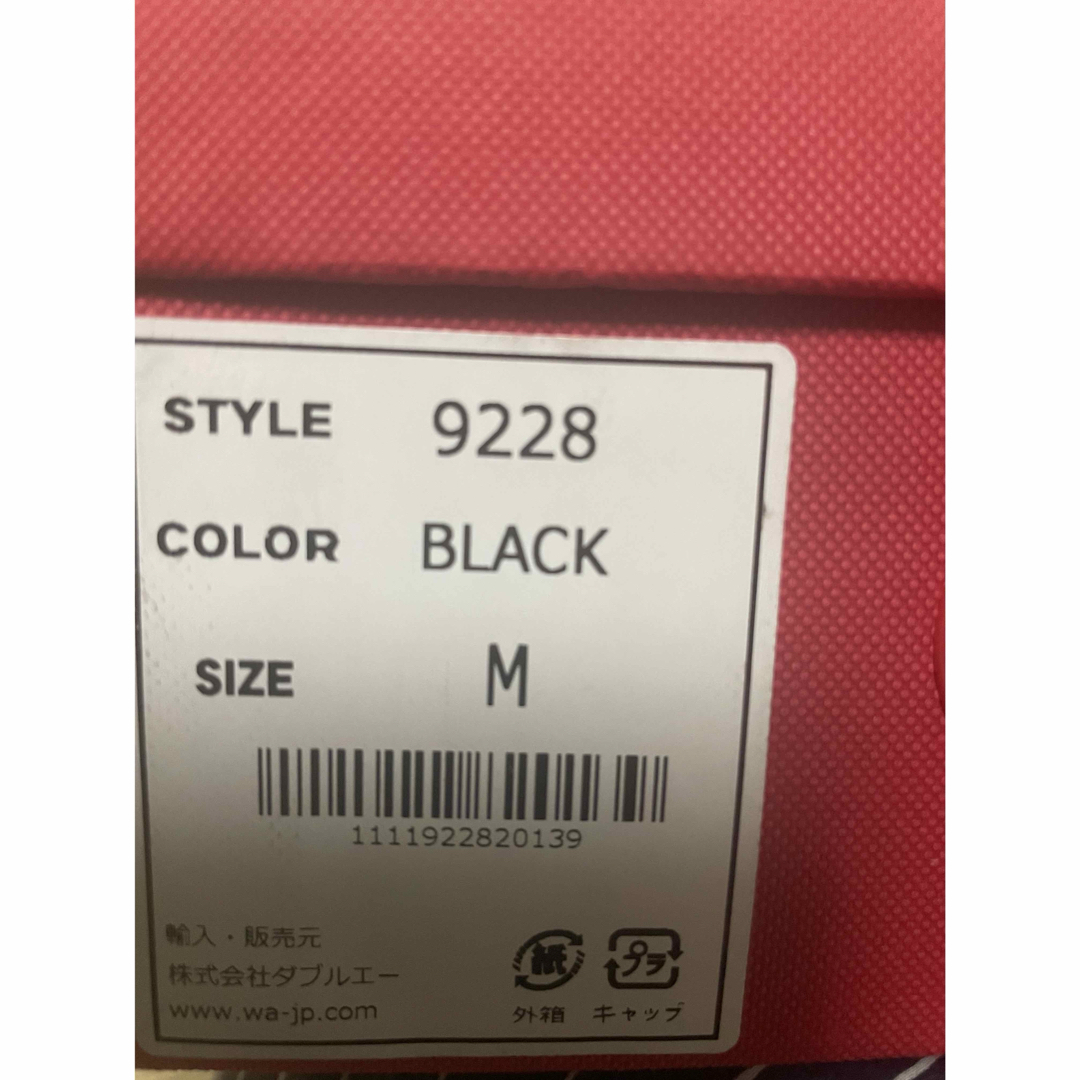 STYLE 9228
COLOR BLACK
SIZE M
1111922820139
輸入・販売元
株式会社ダブルエー
www.wa-jp.com
紙 プラ
外箱 キャップ